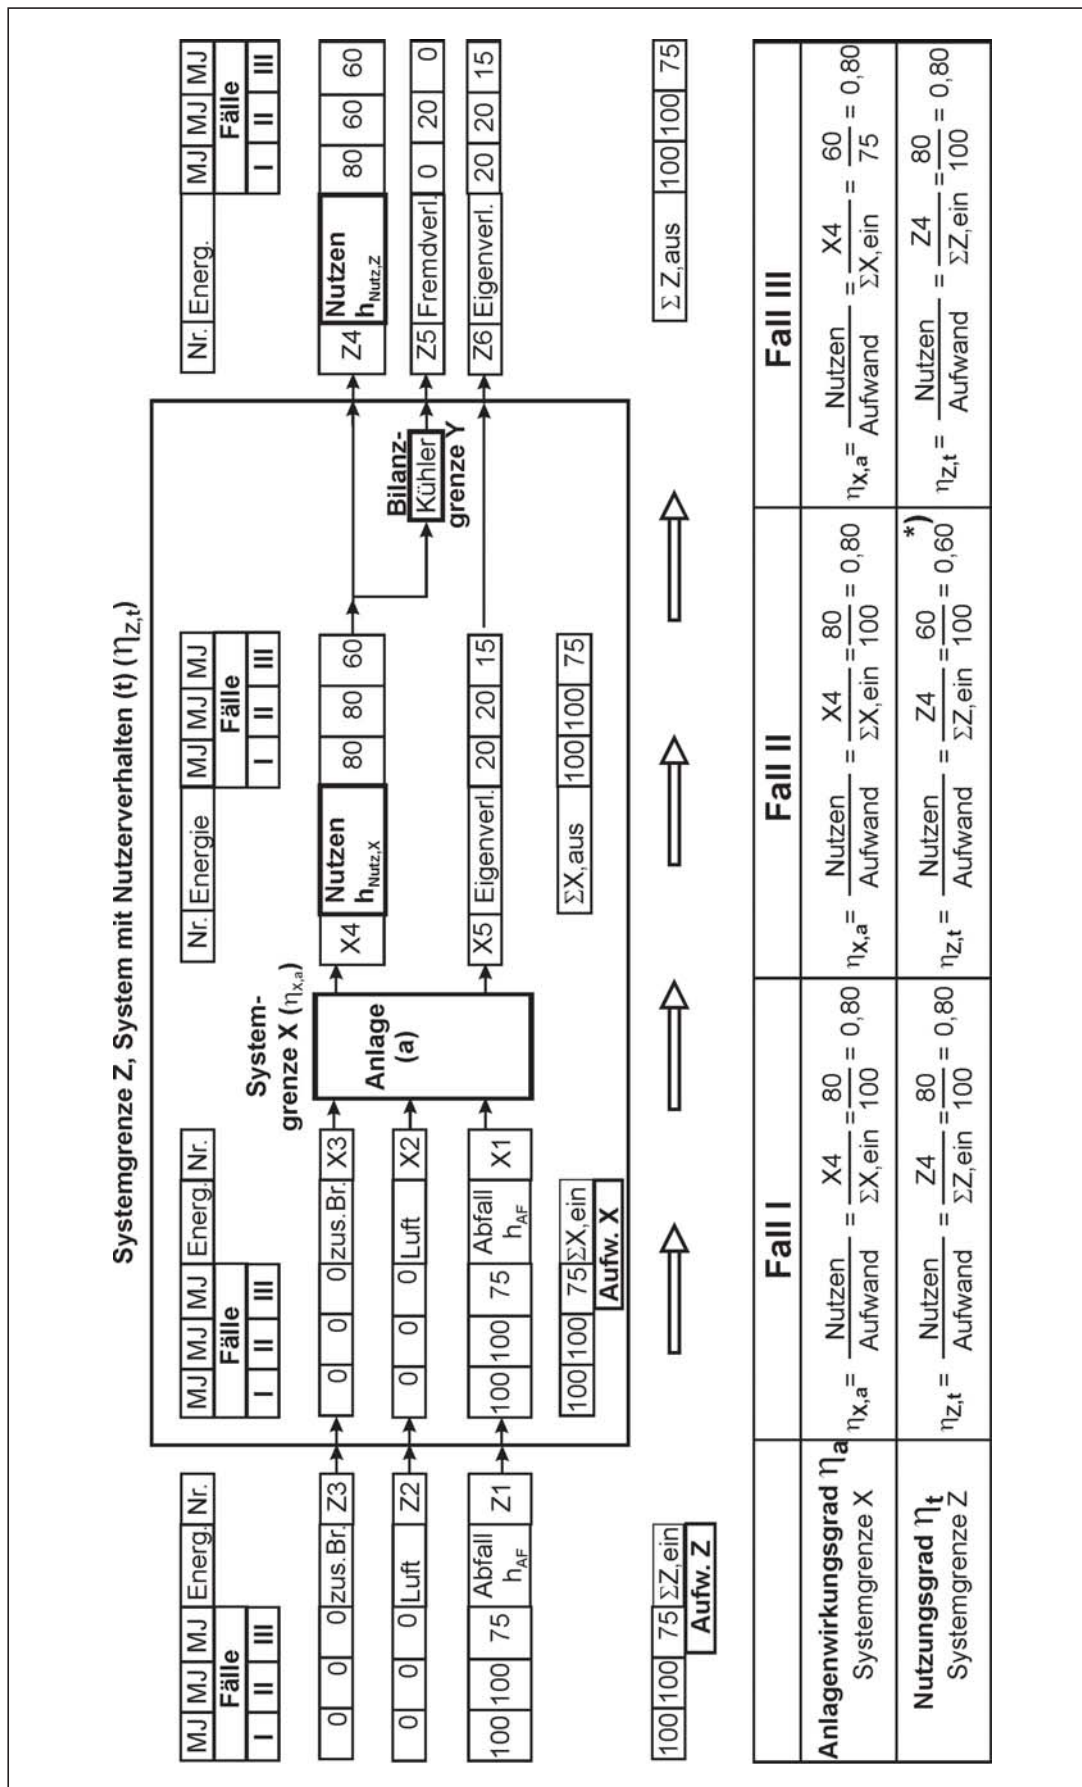 Systemgrenze Z, System mit Nutzerverhalten (t) (ηZ,t)
MJ MJ MJ Energ. Nr.
Fälle
I II III
0 0 0 zus.Br. Z3
0 0 0 Luft Z2
100 100 75 Abfall hAF Z1
100 100 75 ΣZ,ein
Aufw. Z
MJ MJ MJ Energ. Nr.
Fälle
I II III
0 0 0 zus.Br. X3
0 0 0 Luft X2
100 100 75 Abfall hAF X1
100 100 75 ΣX,ein
Aufw. X
System-
grenze X (ηx,a)
Anlage
(a)
Nr. Energie MJ MJ MJ
Fälle
I II III
X4 Nutzen hNutz,X 80 80 60
X5 Eigenverl. 20 20 15
ΣX,aus 100 100 75
Bilanz-
Kühler
grenze Y
Nr. Energ. MJ MJ MJ
Fälle
I II III
Z4 Nutzen hNutz,Z 80 60 60
Z5 Fremdverl. 0 20 0
Z6 Eigenverl. 20 20 15
Σ Z,aus 100 100 75
Fall I Fall II Fall III
Anlagenwirkungsgrad ηa
Systemgrenze X
ηX,a = Nutzen / Aufwand = X4 / ΣX,ein = 80 / 100 = 0,80
ηX,a = Nutzen / Aufwand = X4 / ΣX,ein = 80 / 100 = 0,80
ηX,a = Nutzen / Aufwand = X4 / ΣX,ein = 60 / 75 = 0,80
Nutzungsgrad ηt
Systemgrenze Z
ηZ,t = Nutzen / Aufwand = Z4 / ΣZ,ein = 80 / 100 = 0,80
ηZ,t = Nutzen / Aufwand = Z4 / ΣZ,ein = 60 / 100 = 0,60 *)
ηZ,t = Nutzen / Aufwand = Z4 / ΣZ,ein = 80 / 100 = 0,80